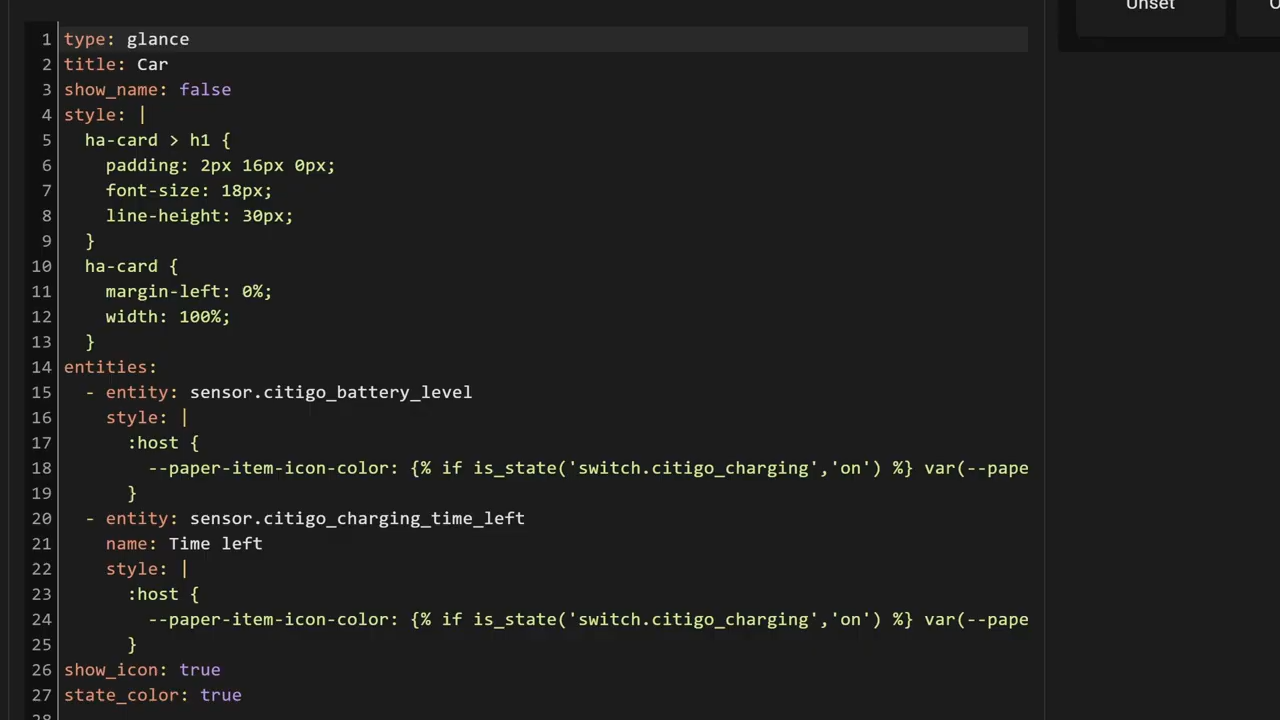 Unset
1 type: glance
2 title: Car
3 show_name: false
4 style: |
5 ha-card > h1 {
6 padding: 2px 16px 0px;
7 font-size: 18px;
8 line-height: 30px;
9 }
10 ha-card {
11 margin-left: 0%;
12 width: 100%;
13 }
14 entities:
15 - entity: sensor.citigo_battery_level
16 style: |
17 :host {
18 --paper-item-icon-color: {% if is_state('switch.citigo_charging','on') %} var(--pape
19 }
20 - entity: sensor.citigo_charging_time_left
21 name: Time left
22 style: |
23 :host {
24 --paper-item-icon-color: {% if is_state('switch.citigo_charging','on') %} var(--pape
25 }
26 show_icon: true
27 state_color: true
28